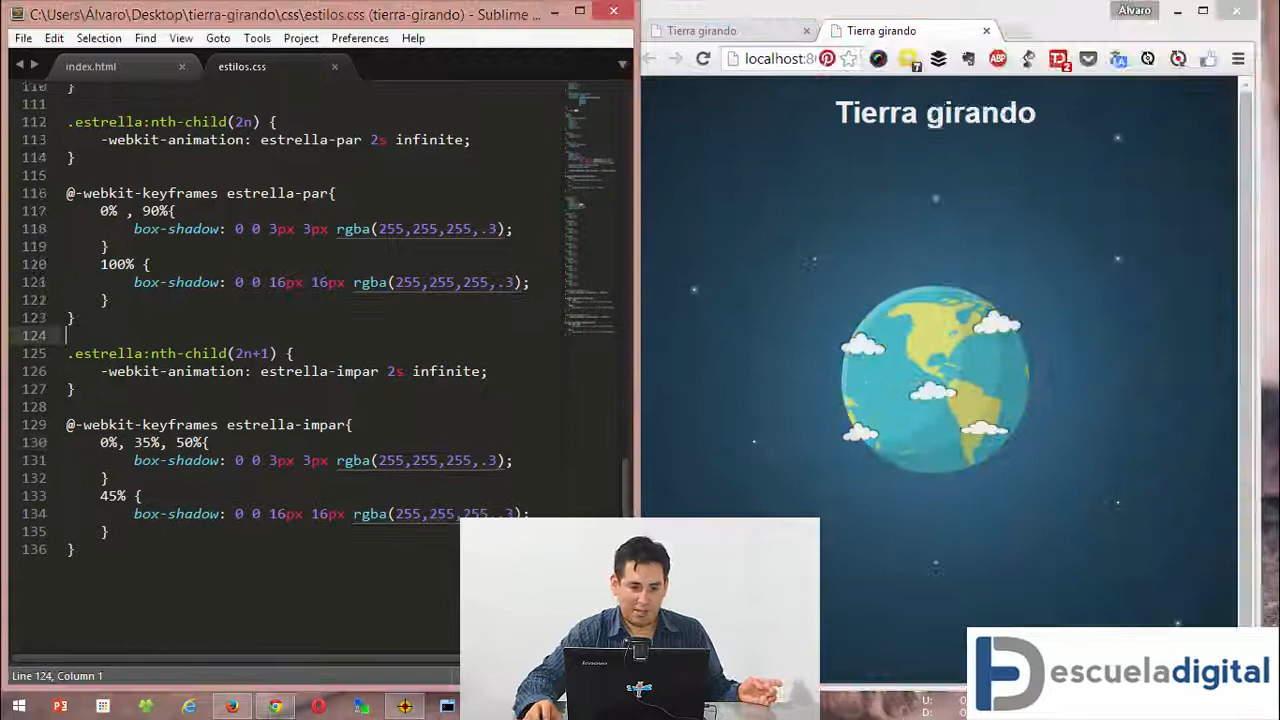 C:\Users\Álvaro\Desktop\tierra-girando\css\estilos.css (tierra-girando) - Sublime ...
File Edit Find View Goto Tools Project Preferences Help
index.html × estilos.css ×
110 }
111
112 .estrella:nth-child(2n) {
113 -webkit-animation: estrella-par 2s infinite;
114 }
115
116 @-webkit-keyframes estrella-par{
117 0% , 90%{
118 box-shadow: 0 0 3px 3px rgba(255,255,255,.3);
119 }
120 100% {
121 box-shadow: 0 0 16px 16px rgba(255,255,255,.3);
122 }
123 }
124
125 .estrella:nth-child(2n+1) {
126 -webkit-animation: estrella-impar 2s infinite;
127 }
128
129 @-webkit-keyframes estrella-impar{
130 0%, 35%, 50%{
131 box-shadow: 0 0 3px 3px rgba(255,255,255,.3);
132 }
133 45% {
134 box-shadow: 0 0 16px 16px rgba(255,255,255,.3);
135 }
136 }
Line 124, Column 1
Álvaro
Tierra girando × Tierra girando ×
localhost:8
7
ABP
2
Tierra girando
lenovo
escueladigital
U:
D: